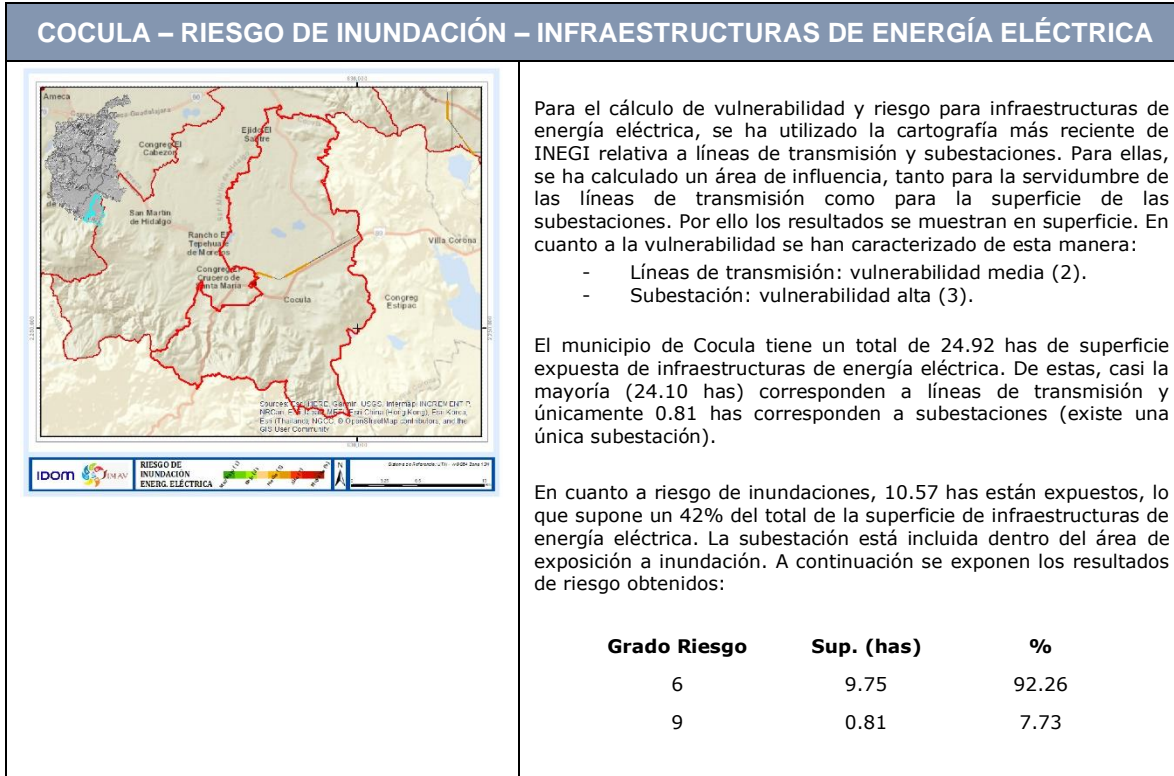 COCULA – RIESGO DE INUNDACIÓN – INFRAESTRUCTURAS DE ENERGÍA ELÉCTRICA
Ameca
Congreg El
Cabezón
Ejido El
Salitre
San Martín
de Hidalgo
Rancho El
Tepehuaje
de Morelos
Congreg El
Crucero de
Santa María
Cocula
Villa Corona
Congreg
Estipac
80
80
GIS User Community
IDOM
RIESGO DE
INUNDACIÓN
ENERG. ELÉCTRICA
N
Para el cálculo de vulnerabilidad y riesgo para infraestructuras de
energía eléctrica, se ha utilizado la cartografía más reciente de
INEGI relativa a líneas de transmisión y subestaciones. Para ellas,
se ha calculado un área de influencia, tanto para la servidumbre de
las líneas de transmisión como para la superficie de las
subestaciones. Por ello los resultados se muestran en superficie. En
cuanto a la vulnerabilidad se han caracterizado de esta manera:
- Líneas de transmisión: vulnerabilidad media (2).
- Subestación: vulnerabilidad alta (3).
El municipio de Cocula tiene un total de 24.92 has de superficie
expuesta de infraestructuras de energía eléctrica. De estas, casi la
mayoría (24.10 has) corresponden a líneas de transmisión y
únicamente 0.81 has corresponden a subestaciones (existe una
única subestación).
En cuanto a riesgo de inundaciones, 10.57 has están expuestos, lo
que supone un 42% del total de la superficie de infraestructuras de
energía eléctrica. La subestación está incluida dentro del área de
exposición a inundación. A continuación se exponen los resultados
de riesgo obtenidos:
Grado Riesgo Sup. (has) %
6 9.75 92.26
9 0.81 7.73